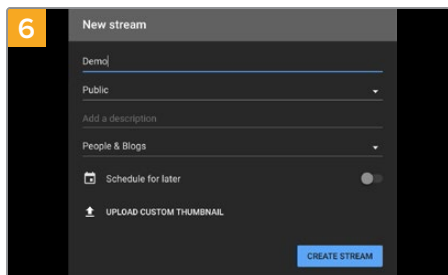 6
New stream
Demo
Public
Add a description
People & Blogs
Schedule for later
UPLOAD CUSTOM THUMBNAIL
CREATE STREAM